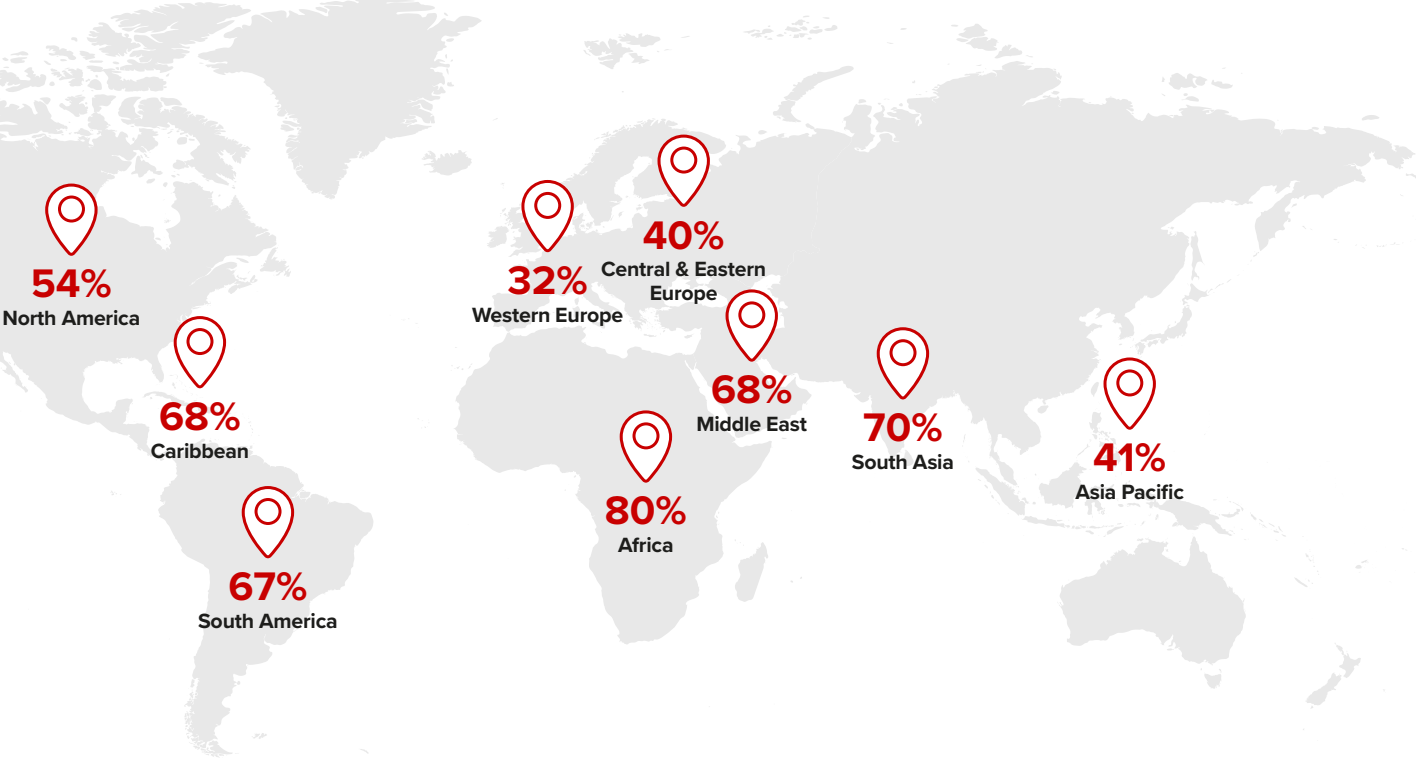 40%
Central & Eastern
Europe
54%
North America
32%
Western Europe
68%
Caribbean
68%
Middle East
70%
South Asia
41%
Asia Pacific
80%
Africa
67%
South America